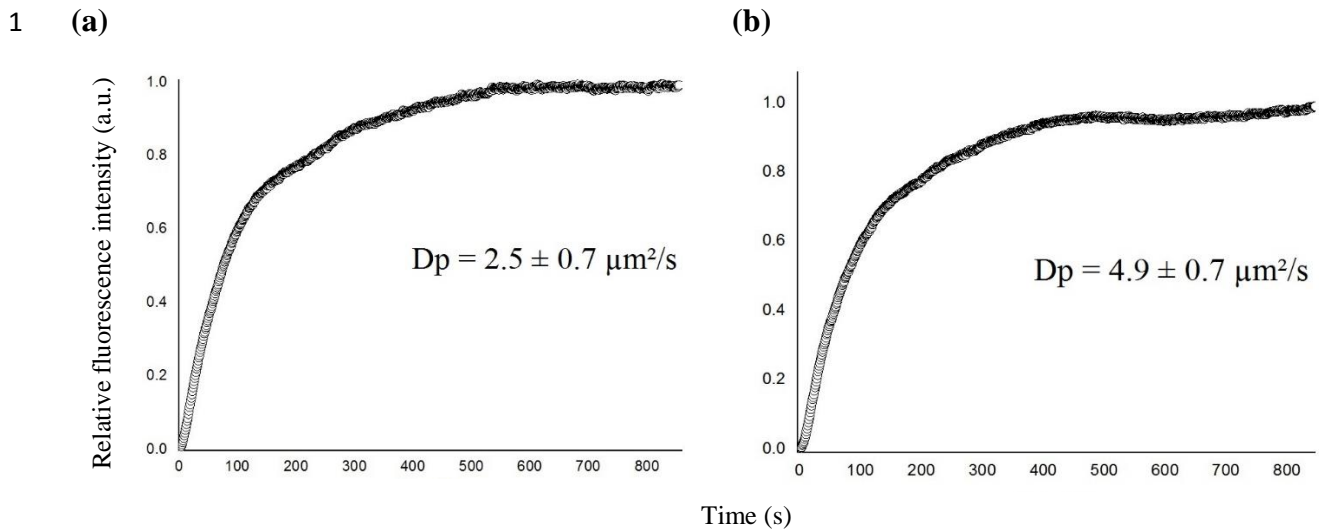 1 (a) (b)
Relative fluorescence intensity (a.u.)
1.0
0.8
0.6
0.4
0.2
0.0
0 100 200 300 400 500 600 700 800
Dp = 2.5 ± 0.7 µm²/s
1.0
0.8
0.6
0.4
0.2
0.0
0 100 200 300 400 500 600 700 800
Dp = 4.9 ± 0.7 µm²/s
Time (s)